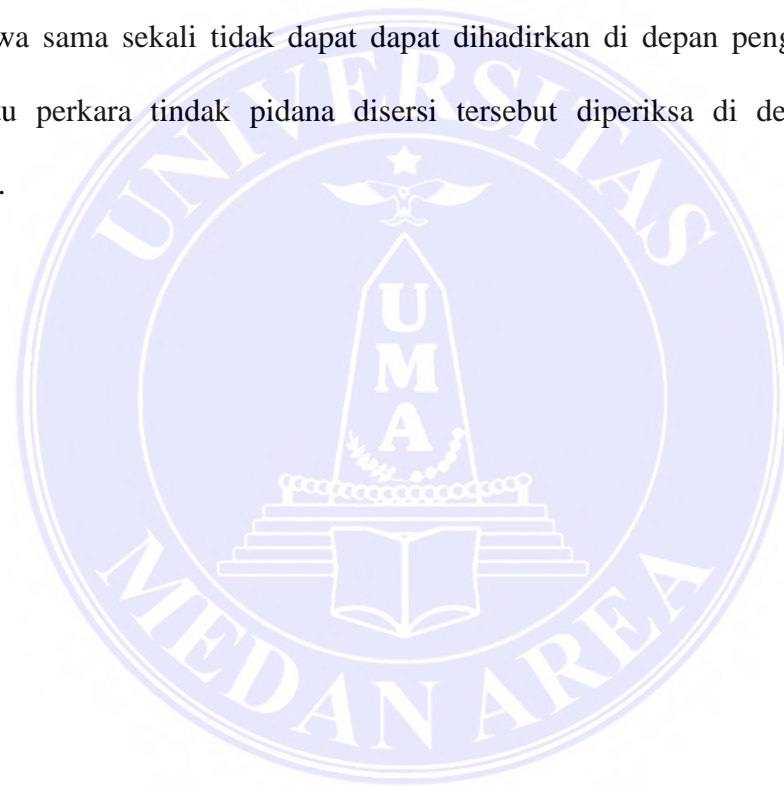 wa sama sekali tidak dapat dapat dihadirkan di depan peng
u perkara tindak pidana disersi tersebut diperiksa di de
.
UNIVERSITAS
UMA
MEDAN AREA